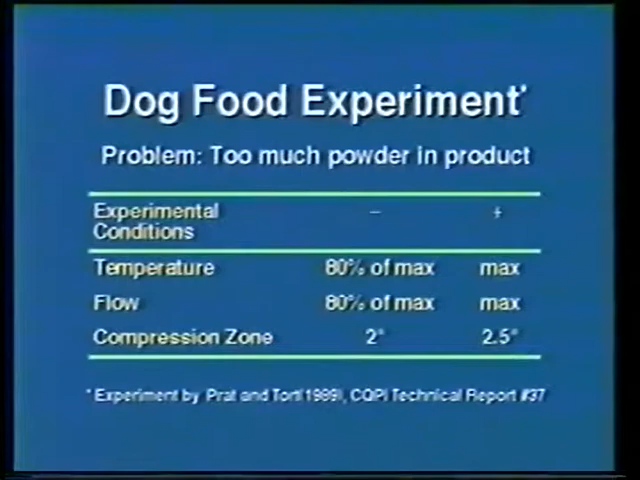 Dog Food Experiment*
Problem: Too much powder in product
Experimental Conditions - +
Temperature 80% of max max
Flow 80% of max max
Compression Zone 2" 2.5"
* Experiment by Prat and Tort(1989), CQPI Technical Report #37